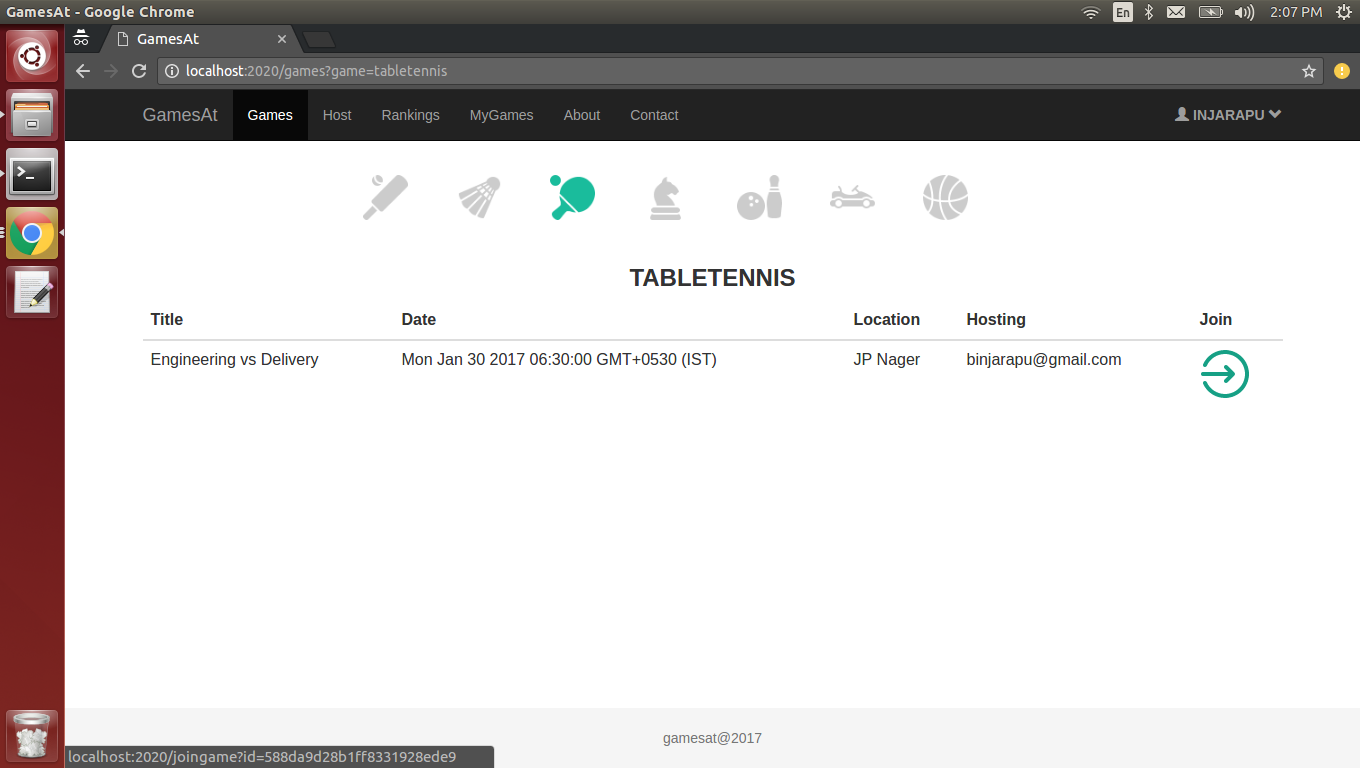 GamesAt - Google Chrome
En
2:07 PM
GamesAt
localhost:2020/games?game=tabletennis
GamesAt Games Host Rankings MyGames About Contact INJARAPU
TABLETENNIS
Title Date Location Hosting Join
Engineering vs Delivery Mon Jan 30 2017 06:30:00 GMT+0530 (IST) JP Nager binjarapu@gmail.com
gamesat@2017
localhost:2020/joingame?id=588da9d28b1ff8331928ede9